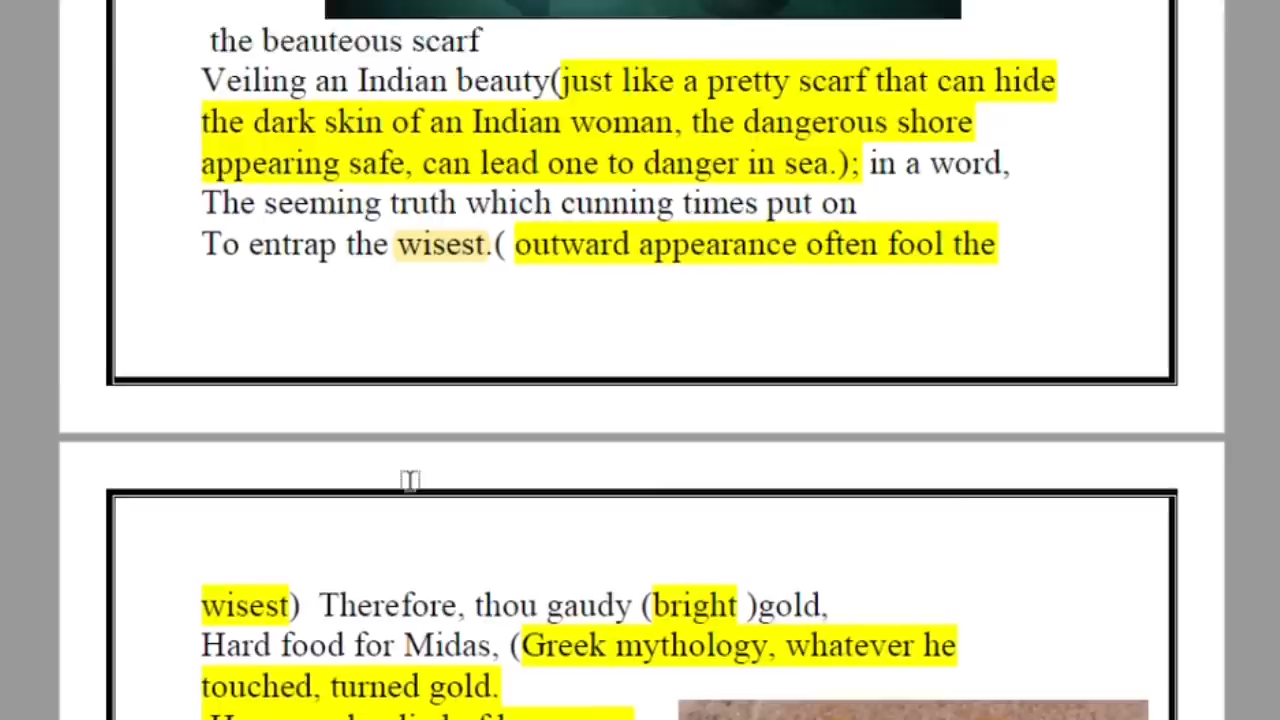 the beauteous scarf
Veiling an Indian beauty(just like a pretty scarf that can hide
the dark skin of an Indian woman, the dangerous shore
appearing safe, can lead one to danger in sea.); in a word,
The seeming truth which cunning times put on
To entrap the wisest.( outward appearance often fool the
wisest) Therefore, thou gaudy (bright )gold,
Hard food for Midas, (Greek mythology, whatever he
touched, turned gold.